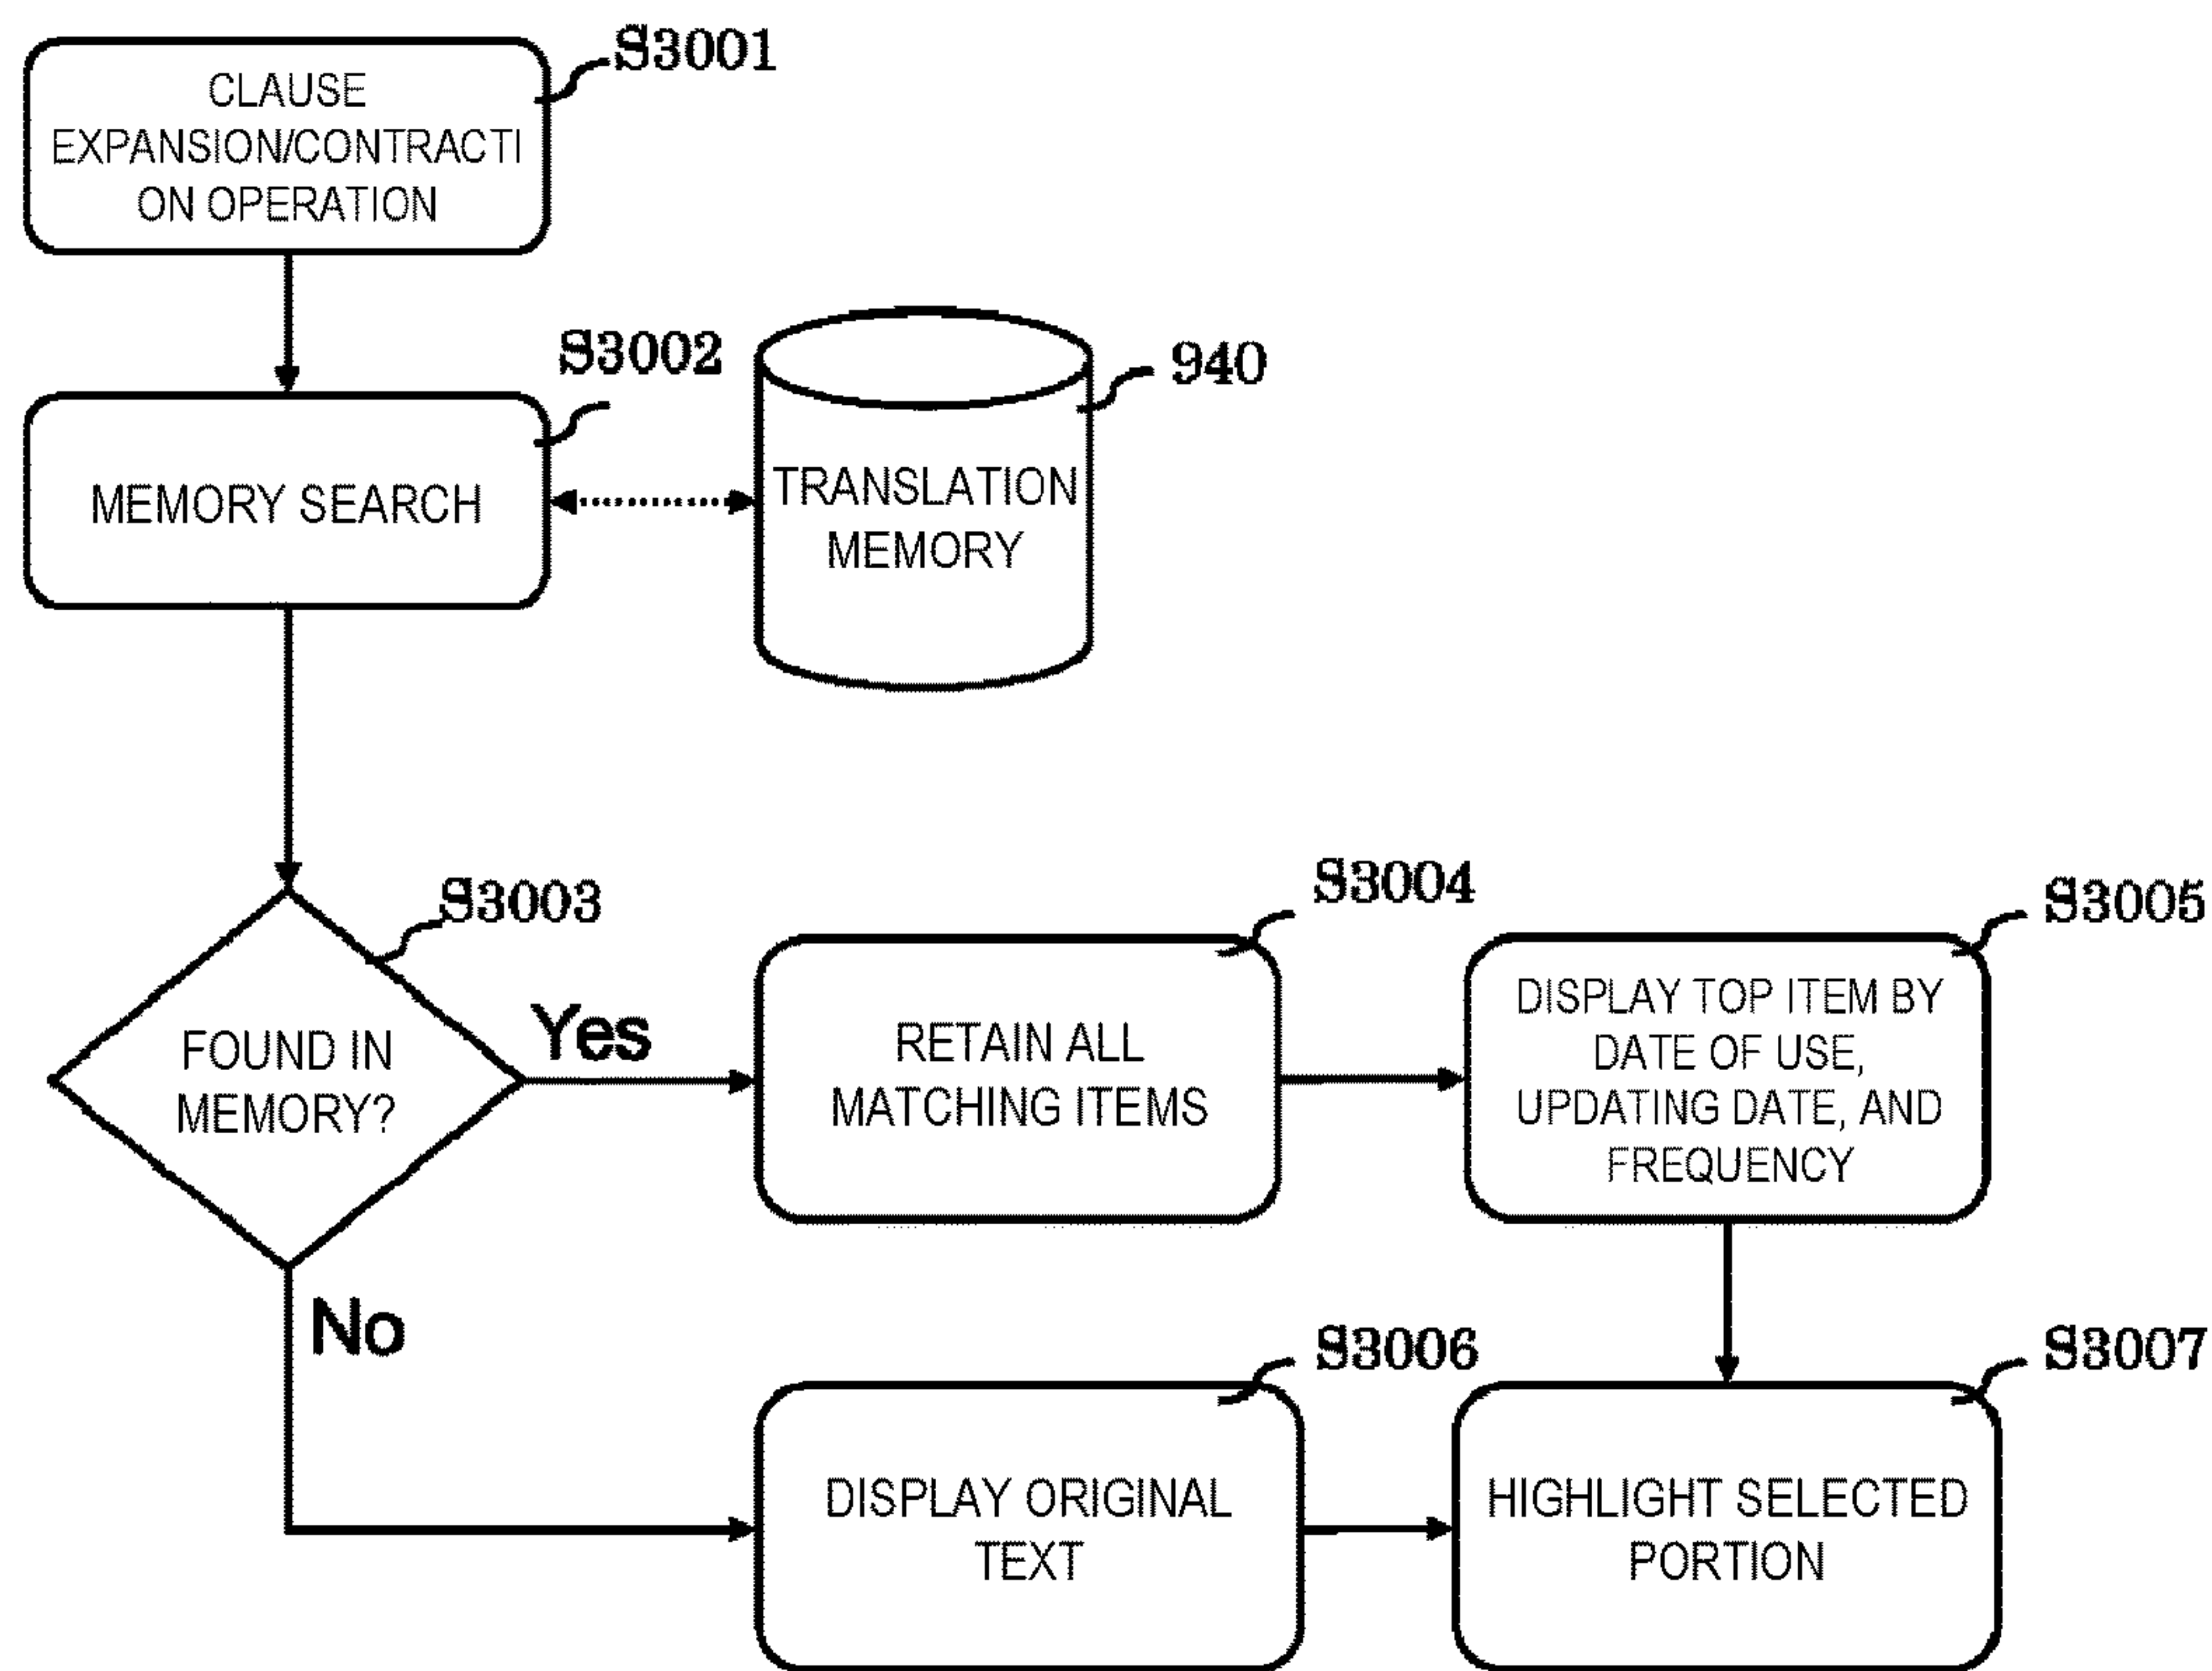 S3001
CLAUSE
EXPANSION/CONTRACTI
ON OPERATION
S3002
940
MEMORY SEARCH
TRANSLATION
MEMORY
S3003
S3004
S3005
FOUND IN
MEMORY?
Yes
RETAIN ALL
MATCHING ITEMS
DISPLAY TOP ITEM BY
DATE OF USE,
UPDATING DATE, AND
FREQUENCY
No
S3006
S3007
DISPLAY ORIGINAL
TEXT
HIGHLIGHT SELECTED
PORTION